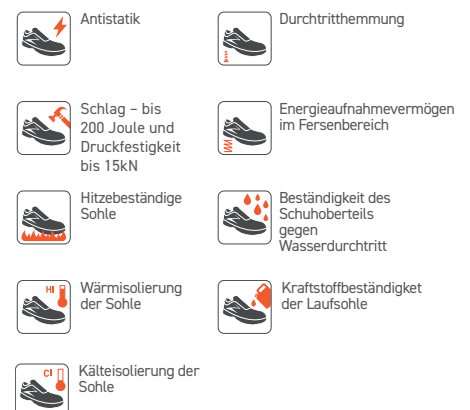 Antistatik
Durchtritthemmung
Schlag – bis
200 Joule und
Druckfestigkeit
bis 15kN
Energieaufnahmevermögen
im Fersenbereich
Hitzebeständige
Sohle
Beständigkeit des
Schuhoberteils
gegen
Wasserdurchtritt
HI
Wärmisolierung
der Sohle
Kraftstoffbeständigket
der Laufsohle
CI
Kälteisolierung der
Sohle